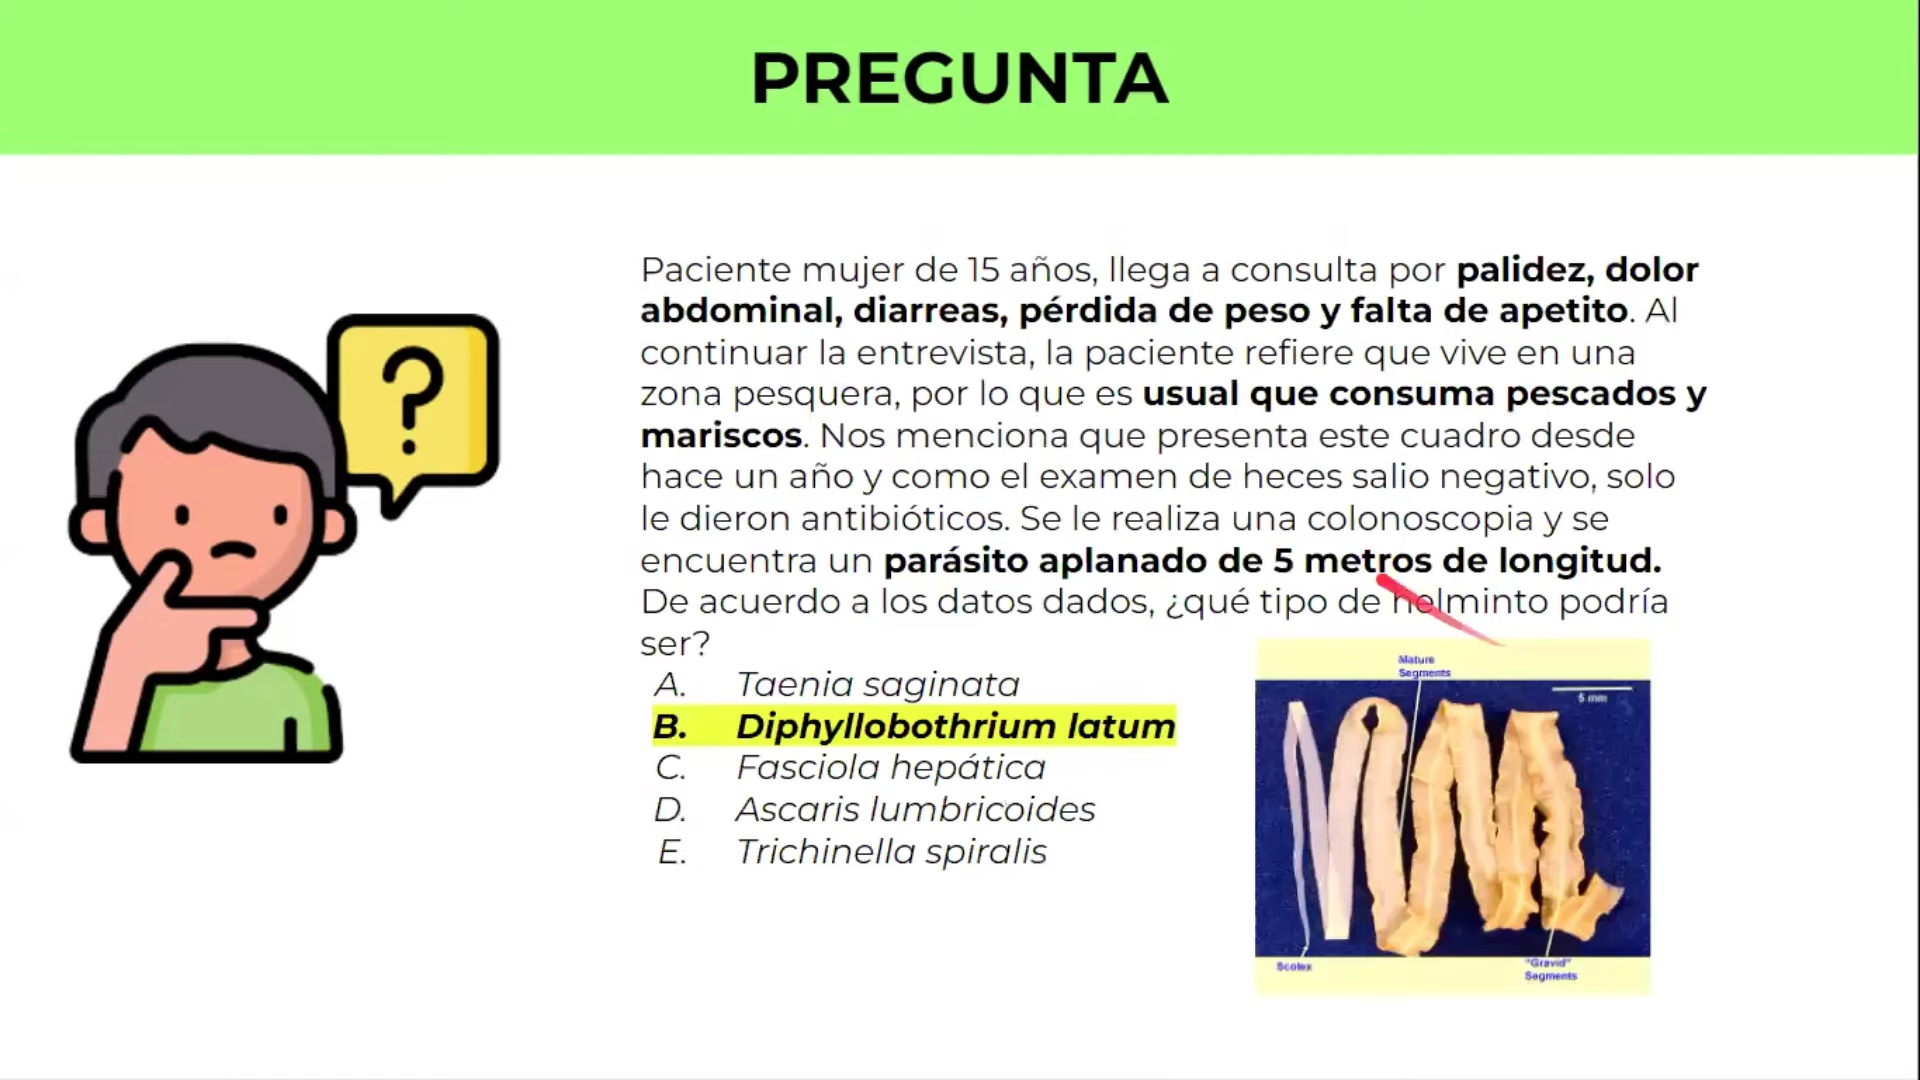 PREGUNTA
?
Paciente mujer de 15 años, llega a consulta por palidez, dolor
abdominal, diarreas, pérdida de peso y falta de apetito. Al
continuar la entrevista, la paciente refiere que vive en una
zona pesquera, por lo que es usual que consuma pescados y
mariscos. Nos menciona que presenta este cuadro desde
hace un año y como el examen de heces salio negativo, solo
le dieron antibióticos. Se le realiza una colonoscopia y se
encuentra un parásito aplanado de 5 metros de longitud.
De acuerdo a los datos dados, ¿qué tipo de helminto podría
ser?
A. Taenia saginata
B. Diphyllobothrium latum
C. Fasciola hepática
D. Ascaris lumbricoides
E. Trichinella spiralis
Mature
Segments
5 mm
Scolex
"Gravid"
Segments